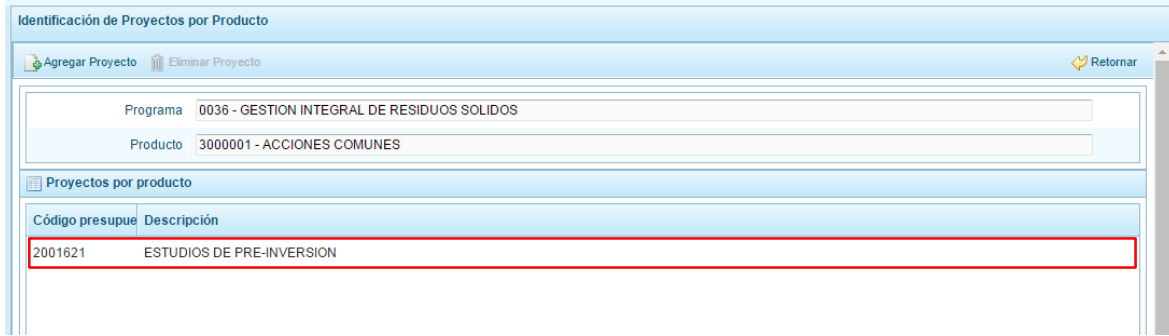 Identificación de Proyectos por Producto
Agregar Proyecto Eliminar Proyecto Retornar
Programa 0036 - GESTION INTEGRAL DE RESIDUOS SOLIDOS
Producto 3000001 - ACCIONES COMUNES
Proyectos por producto
Código presupue Descripción
2001621 ESTUDIOS DE PRE-INVERSION